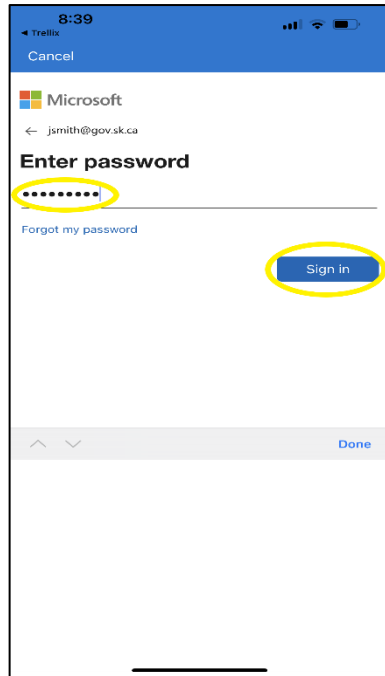 8:39
◄ Trellix
Cancel
Microsoft
← jsmith@gov.sk.ca
Enter password
•••••••••
Forgot my password
Sign in
Done